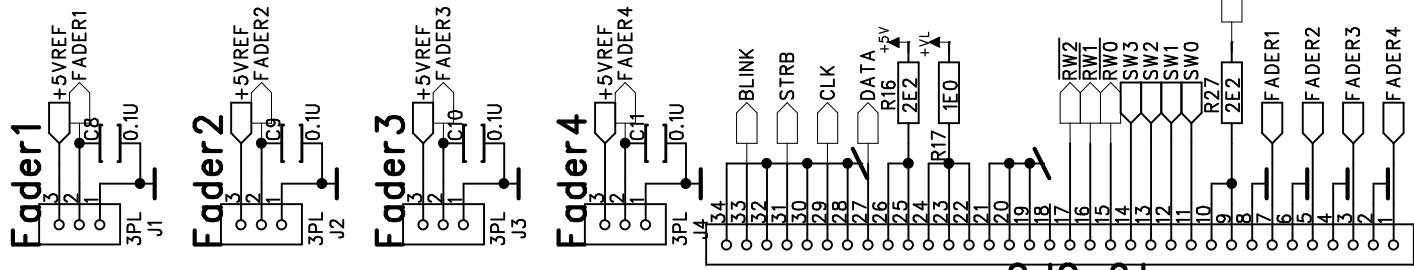 Fader1
+5VREF
FADER1
C8
0.1U
3
2
1
3PL
J1
Fader2
+5VREF
FADER2
C9
0.1U
3
2
1
3PL
J2
Fader3
+5VREF
FADER3
C10
0.1U
3
2
1
3PL
J3
Fader4
+5VREF
FADER4
C11
0.1U
3
2
1
3PL
J4
BLINK
STRB
CLK
DATA
+5V
R16
2E2
+VL
1E0
R17
RW2
RW1
RW0
SW3
SW2
SW1
SW0
R27
2E2
FADER1
FADER2
FADER3
FADER4
34
33
32
31
30
29
28
27
26
25
24
23
22
21
20
19
18
17
16
15
14
13
12
11
10
9
8
7
6
5
4
3
2
1